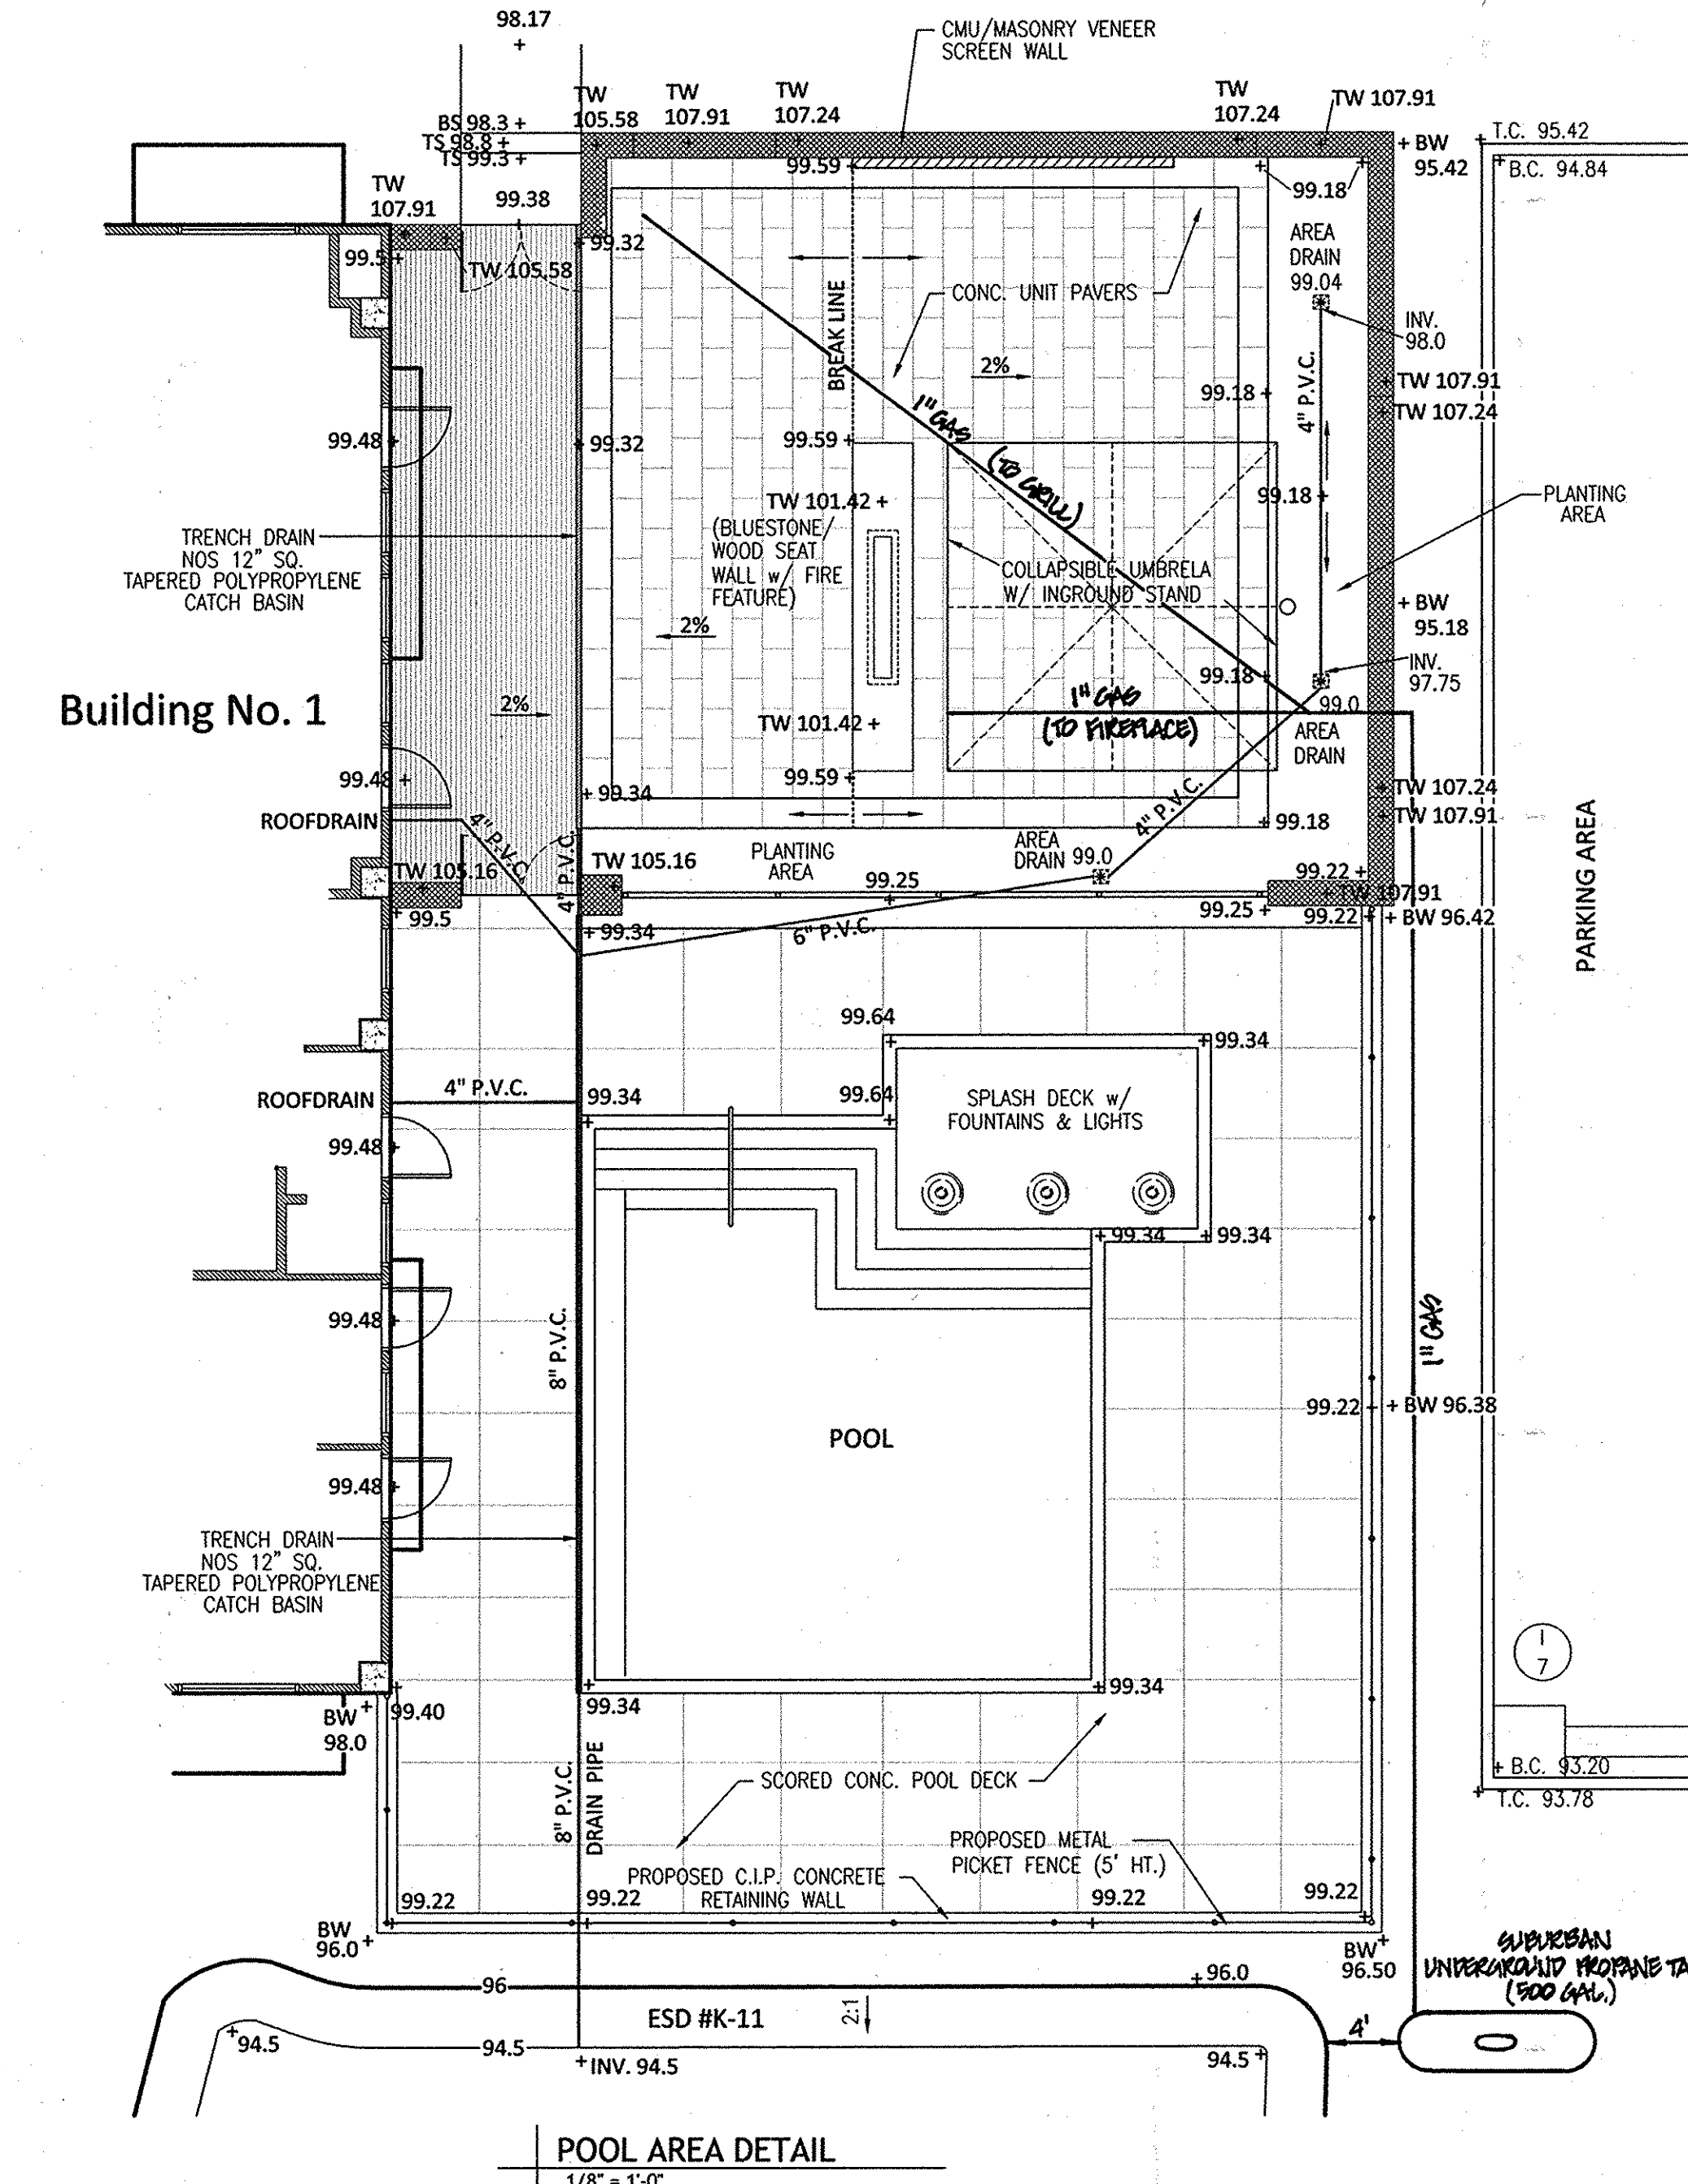 98.17
CMU/MASONRY VENEER
SCREEN WALL
TW
105.58
TW
107.91
TW
107.24
TW
107.24
TW 107.91
BS 98.3
TS 98.8
TS 99.3
BW
95.42
T.C. 95.42
B.C. 94.84
99.59
99.18
TW
107.91
99.38
99.32
AREA
DRAIN
99.04
99.5
TW 105.58
BREAK LINE
CONC. UNIT PAVERS
INV.
98.0
2%
4" P.V.C.
TW 107.91
TW 107.24
99.18
1" GAS
(TO GRILL)
99.48
99.32
99.59
TW 101.42
99.18
PLANTING
AREA
(BLUESTONE/
WOOD SEAT
WALL w/ FIRE
FEATURE)
TRENCH DRAIN
NOS 12" SQ.
TAPERED POLYPROPYLENE
CATCH BASIN
COLLAPSIBLE UMBRELA
W/ INGROUND STAND
BW
95.18
2%
INV.
97.75
99.18
Building No. 1
2%
1" GAS
(TO FIREPLACE)
99.0
AREA
DRAIN
TW 101.42
99.48
99.59
99.34
TW 107.24
TW 107.91
ROOFDRAIN
4" P.V.C.
4" P.V.C.
4" P.V.C.
99.18
PARKING AREA
TW 105.16
TW 105.16
PLANTING
AREA
AREA
DRAIN 99.0
99.25
99.22
TW 107.91
99.5
99.34
6" P.V.C.
99.25
99.22
BW 96.42
99.64
99.34
ROOFDRAIN
4" P.V.C.
99.34
99.64
SPLASH DECK w/
FOUNTAINS & LIGHTS
99.48
99.34
99.34
99.48
8" P.V.C.
1" GAS
99.22
BW 96.38
POOL
99.48
TRENCH DRAIN
NOS 12" SQ.
TAPERED POLYPROPYLENE
CATCH BASIN
1
7
99.34
99.34
BW
98.0
99.40
8" P.V.C.
DRAIN PIPE
SCORED CONC. POOL DECK
B.C. 93.20
T.C. 93.78
PROPOSED METAL
PICKET FENCE (5' HT.)
PROPOSED C.I.P. CONCRETE
RETAINING WALL
99.22
99.22
99.22
99.22
BW
96.0
BW
96.50
SUBURBAN
UNDERGROUND PROPANE TA
(500 GAL.)
96
96.0
ESD #K-11
2:1
4'
94.5
94.5
INV. 94.5
94.5
POOL AREA DETAIL
1/8" = 1'-0"